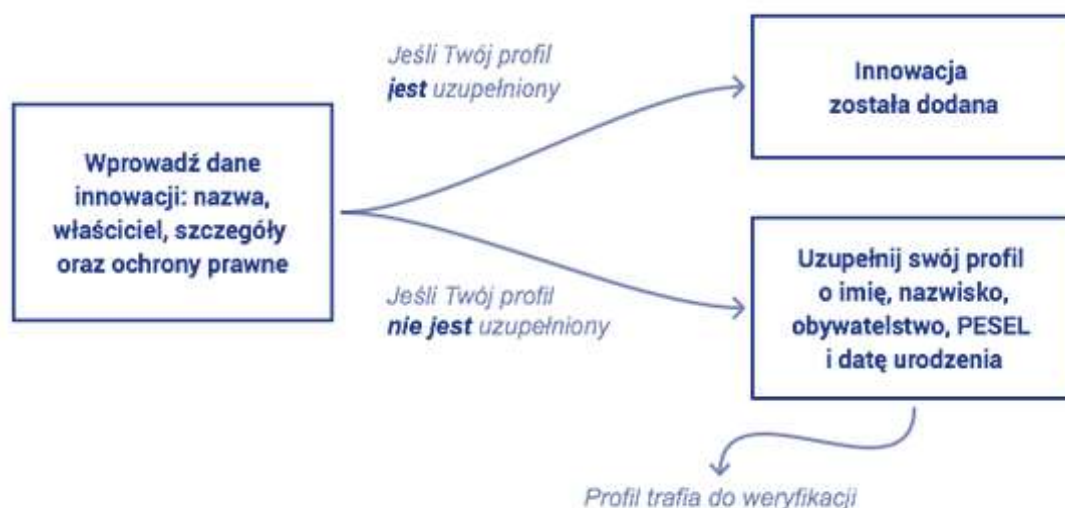 Wprowadź dane
innowacji: nazwa,
właściciel, szczegóły
oraz ochrony prawne
Jeśli Twój profil
jest uzupełniony
Innowacja
została dodana
Jeśli Twój profil
nie jest uzupełniony
Uzupełnij swój profil
o imię, nazwisko,
obywatelstwo, PESEL
i datę urodzenia
Profil trafia do weryfikacji